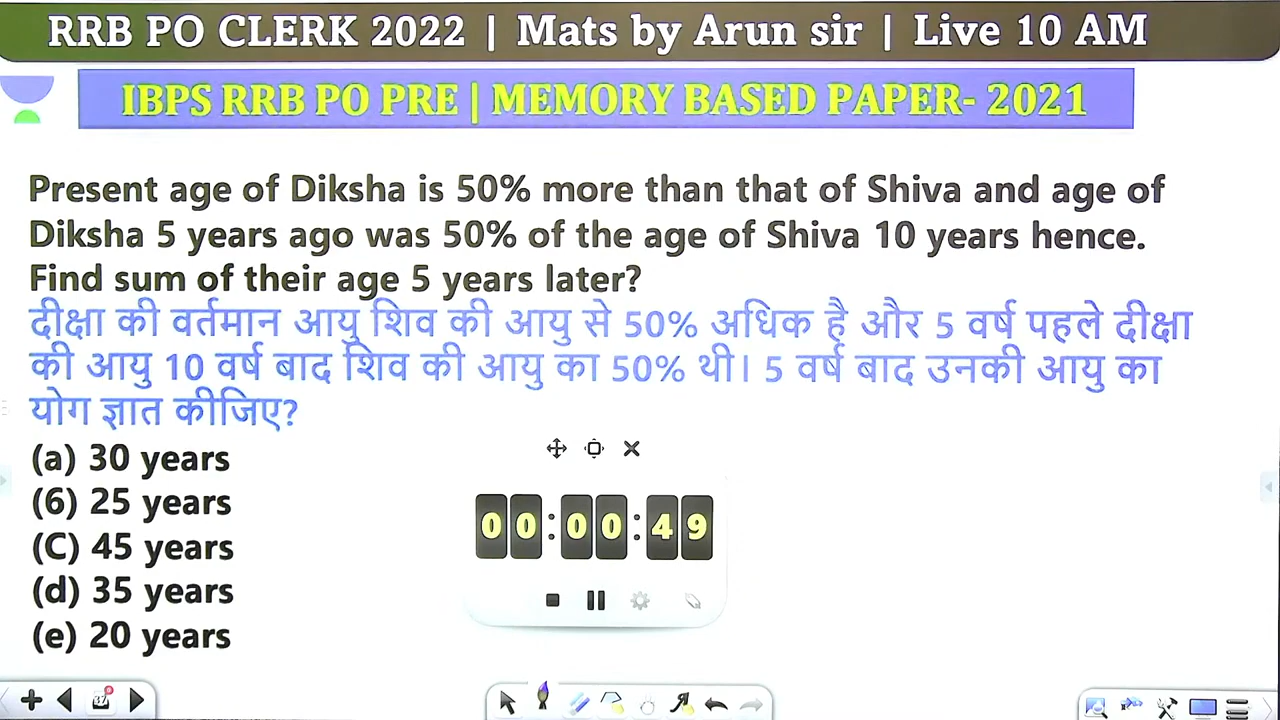 RRB PO CLERK 2022 | Mats by Arun sir | Live 10 AM
IBPS RRB PO PRE | MEMORY BASED PAPER- 2021
Present age of Diksha is 50% more than that of Shiva and age of
Diksha 5 years ago was 50% of the age of Shiva 10 years hence.
Find sum of their age 5 years later?
दीक्षा की वर्तमान आयु शिव की आयु से 50% अधिक है और 5 वर्ष पहले दीक्षा
की आयु 10 वर्ष बाद शिव की आयु का 50% थी। 5 वर्ष बाद उनकी आयु का
योग ज्ञात कीजिए?
(a) 30 years
(6) 25 years
(C) 45 years
(d) 35 years
(e) 20 years
00:00:49